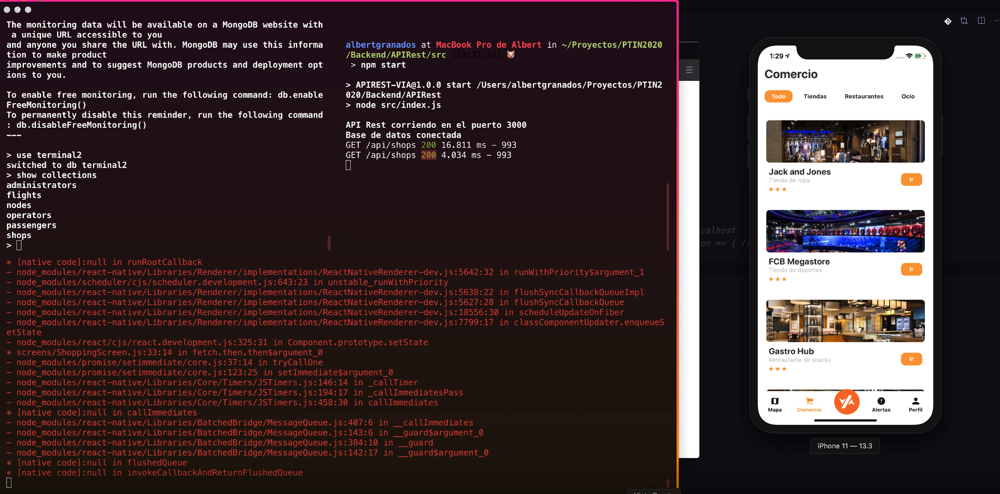 The monitoring data will be available on a MongoDB website with
 a unique URL accessible to you
and anyone you share the URL with. MongoDB may use this informa
tion to make product
improvements and to suggest MongoDB products and deployment opt
ions to you.
To enable free monitoring, run the following command: db.enable
FreeMonitoring()
To permanently disable this reminder, run the following command
: db.disableFreeMonitoring()
---
> use terminal2
switched to db terminal2
> show collections
administrators
flights
nodes
operators
passengers
shops
>
albertgranados at MacBook Pro de Albert in ~/Proyectos/PTIN2020
/Backend/APIRest/src [13:27:15] 🐷
 > npm start
> APIREST-VIA@1.0.0 start /Users/albertgranados/Proyectos/PTIN2
020/Backend/APIRest
> node src/index.js
API Rest corriendo en el puerto 3000
Base de datos conectada
GET /api/shops 200 16.811 ms - 993
GET /api/shops 200 4.034 ms - 993
* [native code]:null in runRootCallback
- node_modules/react-native/Libraries/Renderer/implementations/ReactNativeRenderer-dev.js:5642:32 in runWithPriority$argument_1
- node_modules/scheduler/cjs/scheduler.development.js:643:23 in unstable_runWithPriority
- node_modules/react-native/Libraries/Renderer/implementations/ReactNativeRenderer-dev.js:5638:22 in flushSyncCallbackQueueImpl
- node_modules/react-native/Libraries/Renderer/implementations/ReactNativeRenderer-dev.js:5627:28 in flushSyncCallbackQueue
- node_modules/react-native/Libraries/Renderer/implementations/ReactNativeRenderer-dev.js:18556:30 in scheduleUpdateOnFiber
- node_modules/react-native/Libraries/Renderer/implementations/ReactNativeRenderer-dev.js:7799:17 in classComponentUpdater.enqueueS
etState
- node_modules/react/cjs/react.development.js:325:31 in Component.prototype.setState
* screens/ShoppingScreen.js:33:14 in fetch.then.then$argument_0
- node_modules/promise/setimmediate/core.js:37:14 in tryCallOne
- node_modules/promise/setimmediate/core.js:123:25 in setImmediate$argument_0
- node_modules/react-native/Libraries/Core/Timers/JSTimers.js:146:14 in _callTimer
- node_modules/react-native/Libraries/Core/Timers/JSTimers.js:194:17 in _callImmediatesPass
- node_modules/react-native/Libraries/Core/Timers/JSTimers.js:458:30 in callImmediates
* [native code]:null in callImmediates
- node_modules/react-native/Libraries/BatchedBridge/MessageQueue.js:407:6 in __callImmediates
- node_modules/react-native/Libraries/BatchedBridge/MessageQueue.js:143:6 in __guard$argument_0
- node_modules/react-native/Libraries/BatchedBridge/MessageQueue.js:384:10 in __guard
- node_modules/react-native/Libraries/BatchedBridge/MessageQueue.js:142:17 in __guard$argument_0
* [native code]:null in flushedQueue
* [native code]:null in invokeCallbackAndReturnFlushedQueue
calhost
on => { //
1:29
Comercio
Todo Tiendas Restaurantes Ocio
Jack and Jones
Tienda de ropa
Ir
FCB Megastore
Tienda de deportes
Ir
Gastro Hub
Restaurante de snacks
Ir
Mapa Comercio Alertas Perfil
iPhone 11 — 13.3